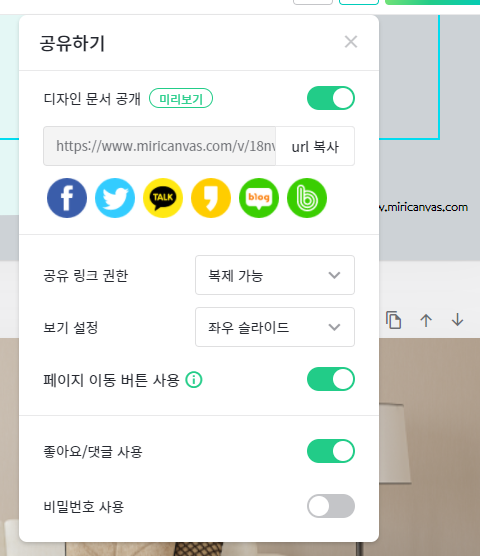 공유하기
디자인 문서 공개 미리보기
https://www.miricanvas.com/v/18nv url 복사
TALK blog
.miricanvas.com
공유 링크 권한 복제 가능
보기 설정 좌우 슬라이드
페이지 이동 버튼 사용
좋아요/댓글 사용
비밀번호 사용